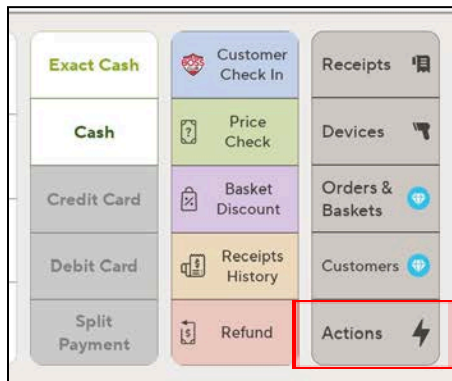 Exact Cash
Cash
Credit Card
Debit Card
Split
Payment
Customer
Check In
Price
Check
Basket
Discount
Receipts
History
Refund
Receipts
Devices
Orders &
Baskets
Customers
Actions